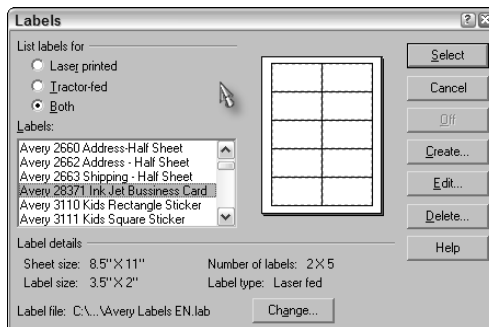 Labels
List labels for
Laser printed
Tractor-fed
Both
Labels:
Avery 2660 Address-Half Sheet
Avery 2662 Address - Half Sheet
Avery 2663 Shipping - Half Sheet
Avery 28371 Ink Jet Bussiness Card
Avery 3110 Kids Rectangle Sticker
Avery 3111 Kids Square Sticker
Select
Cancel
Off
Create...
Edit...
Delete...
Help
Label details
Sheet size: 8.5" X 11" Number of labels: 2 X 5
Label size: 3.5" X 2" Label type: Laser fed
Label file: C:\...\Avery Labels EN.lab Change...